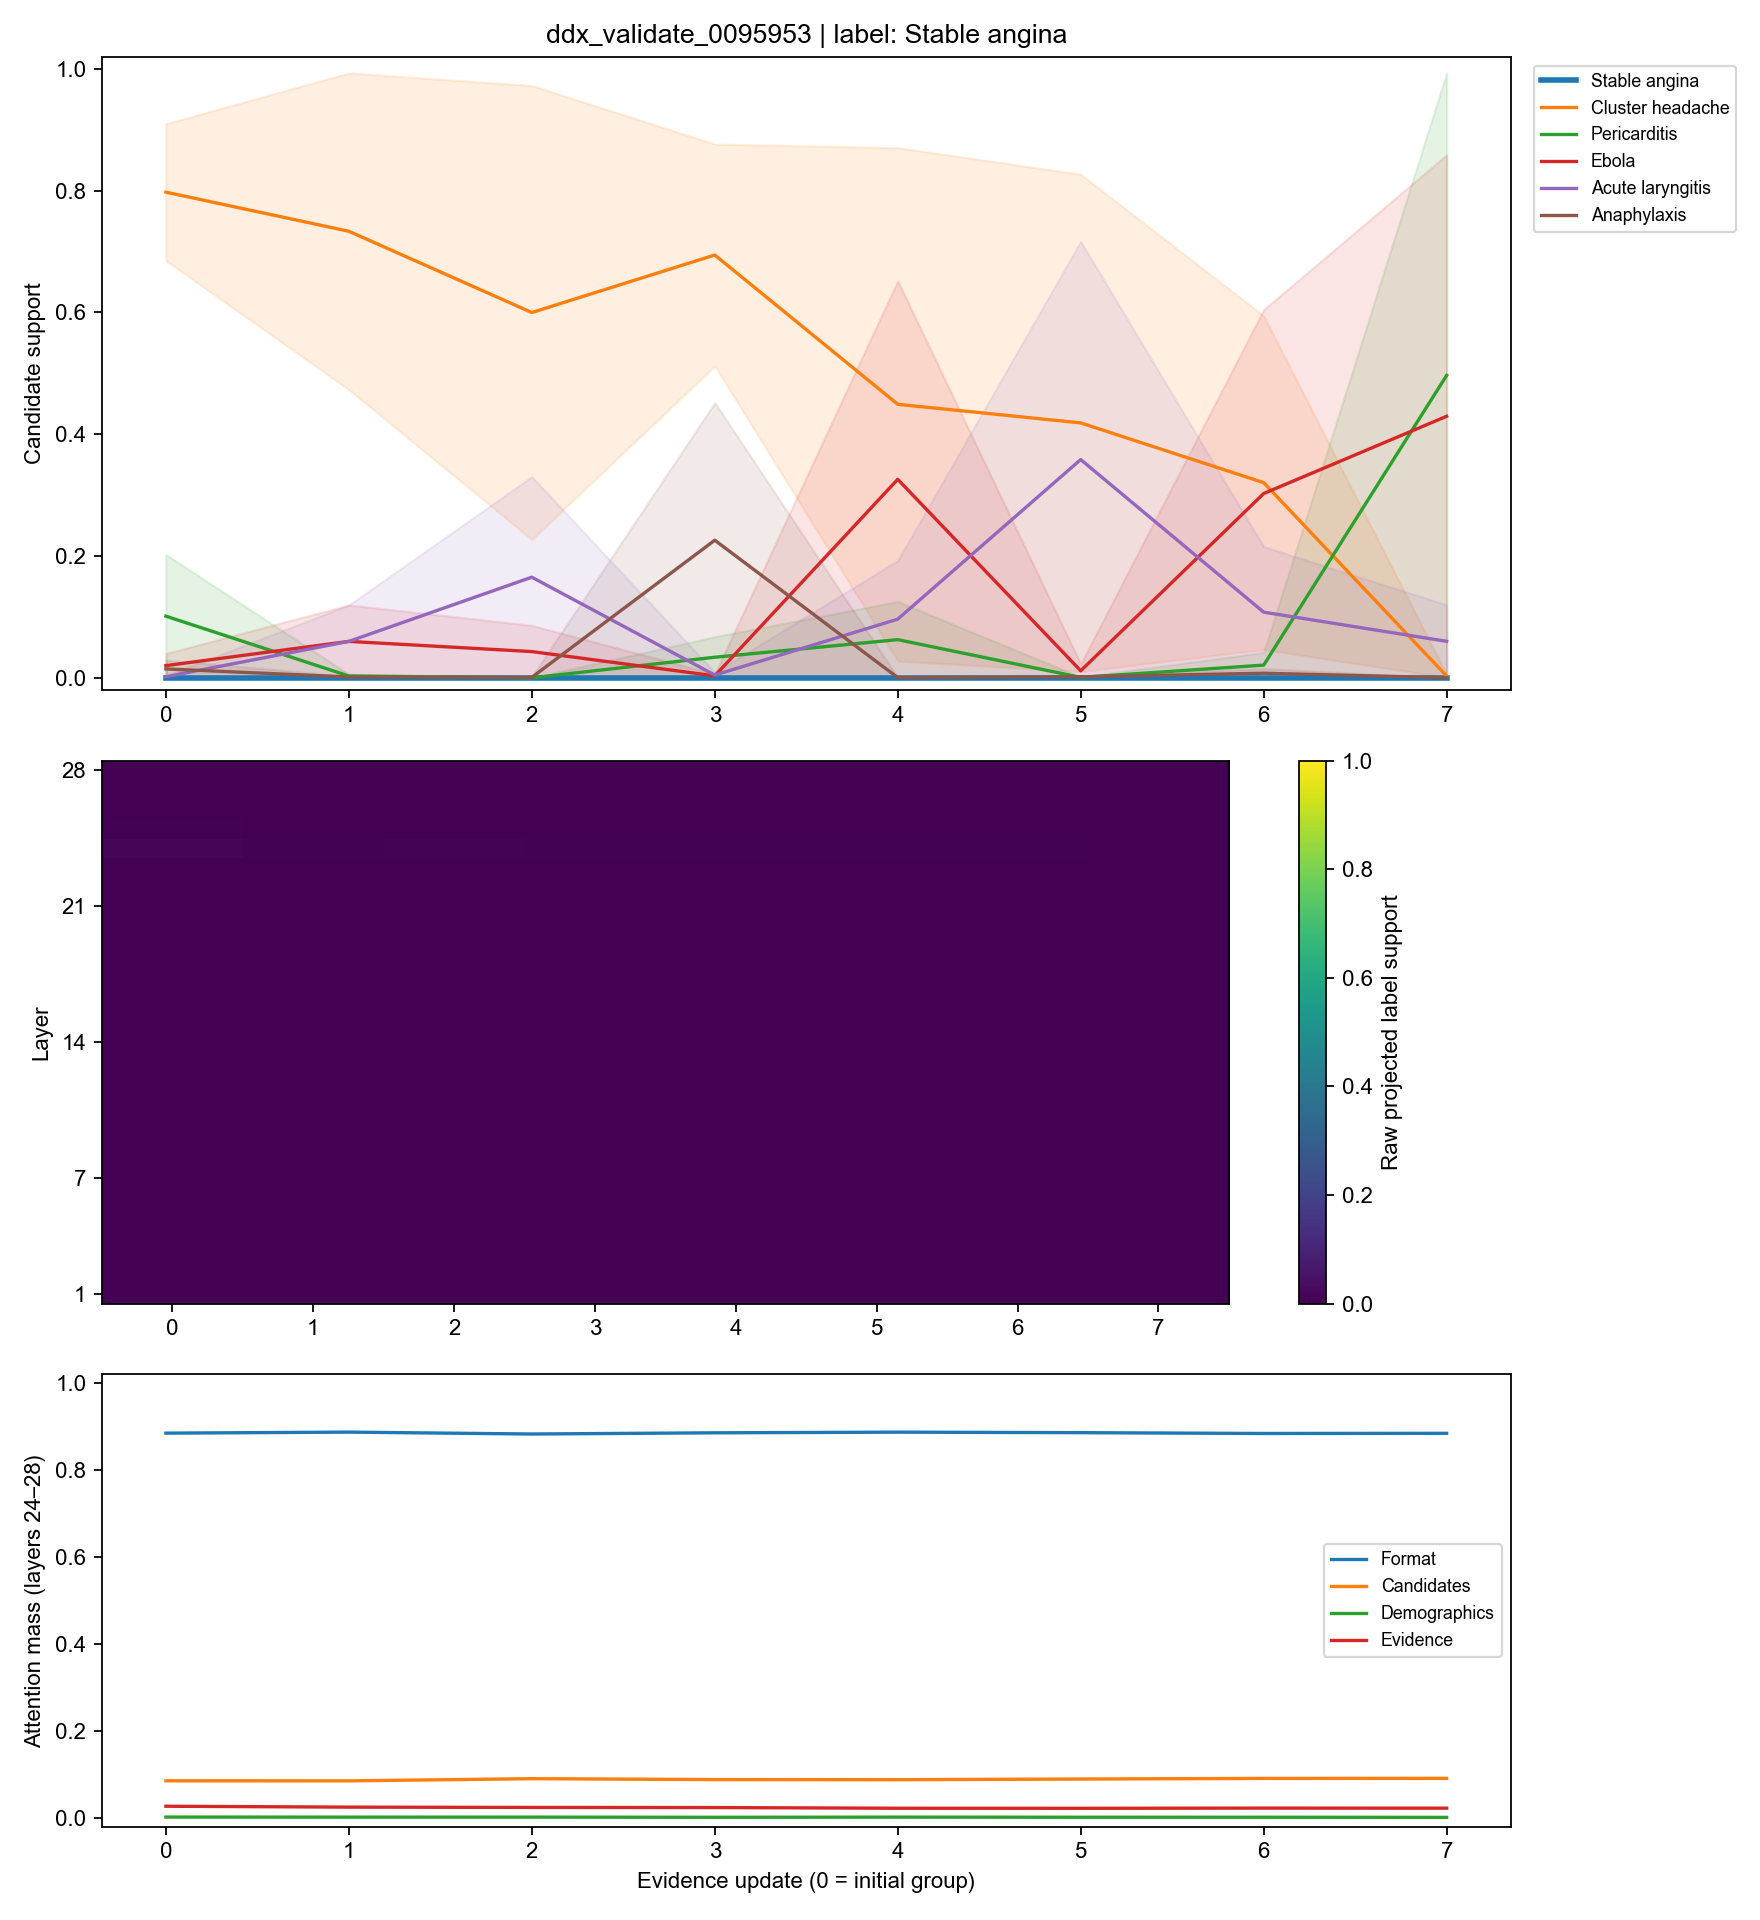 ddx_validate_0095953 | label: Stable angina
Candidate support
1.0
0.8
0.6
0.4
0.2
0.0
0 1 2 3 4 5 6 7
Stable angina
Cluster headache
Pericarditis
Ebola
Acute laryngitis
Anaphylaxis
Layer
28
21
14
7
1
0 1 2 3 4 5 6 7
1.0
0.8
0.6
0.4
0.2
0.0
Raw projected label support
Attention mass (layers 24–28)
1.0
0.8
0.6
0.4
0.2
0.0
Format
Candidates
Demographics
Evidence
0 1 2 3 4 5 6 7
Evidence update (0 = initial group)